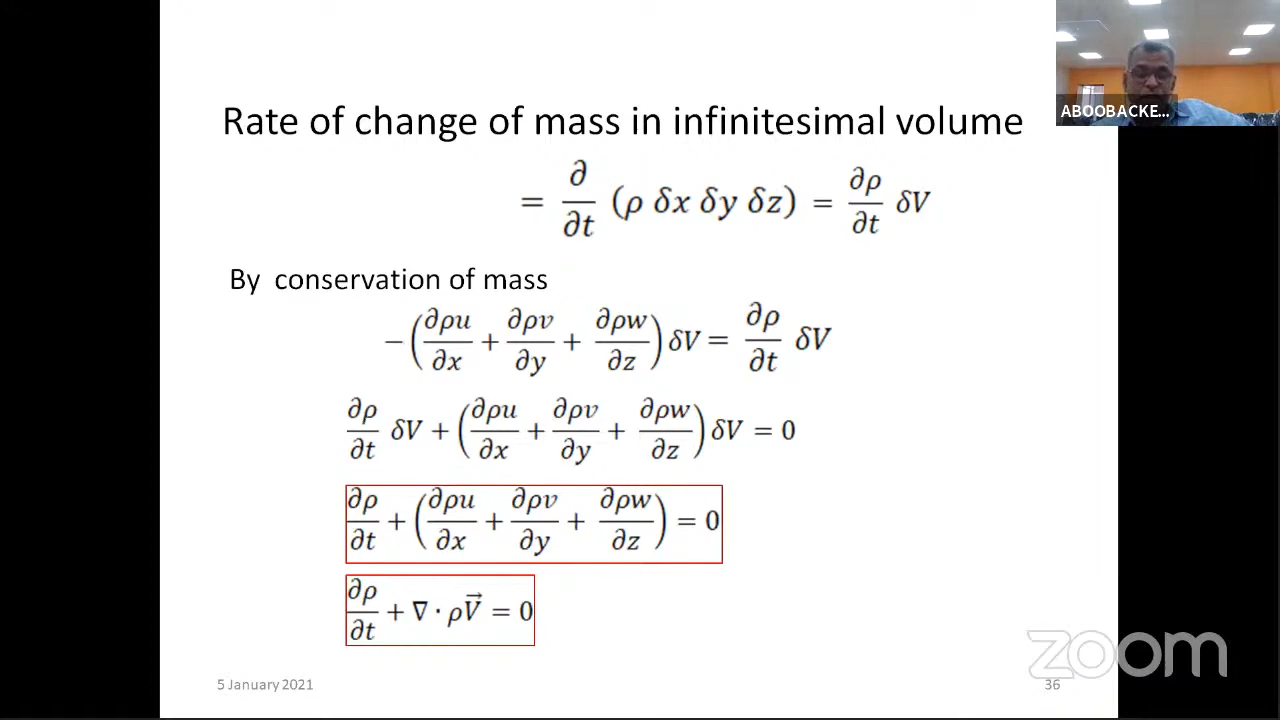 ABOOBACKE...
Rate of change of mass in infinitesimal volume
= ∂/∂t (ρ δx δy δz) = ∂ρ/∂t δV
By conservation of mass
−(∂ρu/∂x + ∂ρv/∂y + ∂ρw/∂z) δV = ∂ρ/∂t δV
∂ρ/∂t δV + (∂ρu/∂x + ∂ρv/∂y + ∂ρw/∂z) δV = 0
∂ρ/∂t + (∂ρu/∂x + ∂ρv/∂y + ∂ρw/∂z) = 0
∂ρ/∂t + ∇ · ρV⃗ = 0
zoom
5 January 2021
36